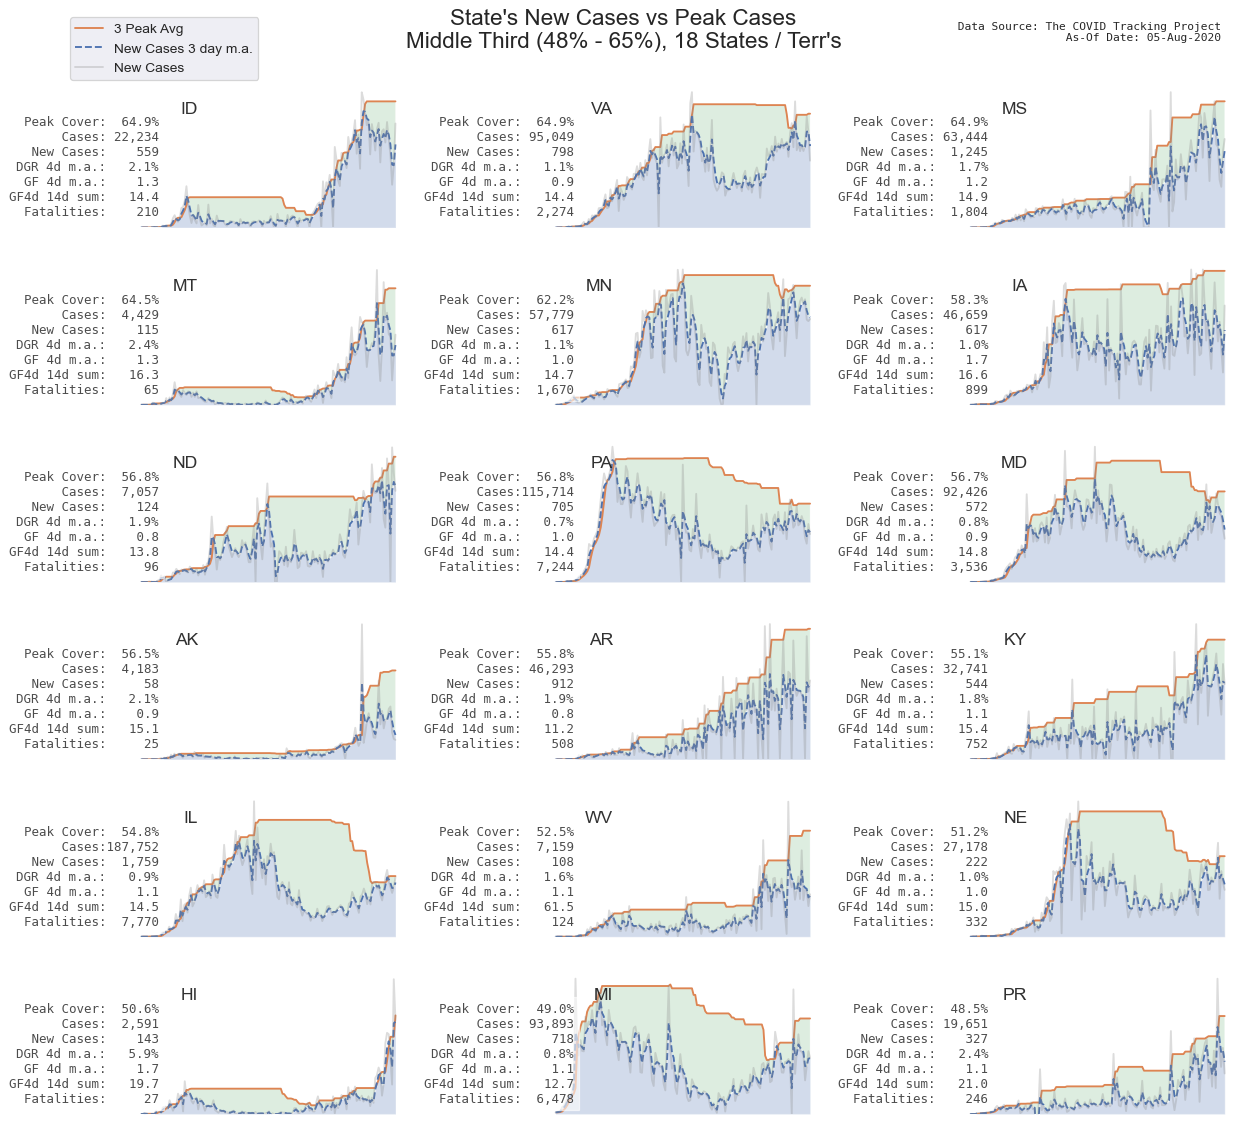 State's New Cases vs Peak Cases
Middle Third (48% - 65%), 18 States / Terr's
3 Peak Avg
New Cases 3 day m.a.
New Cases
Data Source: The COVID Tracking Project
As-Of Date: 05-Aug-2020
ID
Peak Cover: 64.9%
Cases: 22,234
New Cases: 559
DGR 4d m.a.: 2.1%
GF 4d m.a.: 1.3
GF4d 14d sum: 14.4
Fatalities: 210
VA
Peak Cover: 64.9%
Cases: 95,049
New Cases: 798
DGR 4d m.a.: 1.1%
GF 4d m.a.: 0.9
GF4d 14d sum: 14.4
Fatalities: 2,274
MS
Peak Cover: 64.9%
Cases: 63,444
New Cases: 1,245
DGR 4d m.a.: 1.7%
GF 4d m.a.: 1.2
GF4d 14d sum: 14.9
Fatalities: 1,804
MT
Peak Cover: 64.5%
Cases: 4,429
New Cases: 115
DGR 4d m.a.: 2.4%
GF 4d m.a.: 1.3
GF4d 14d sum: 16.3
Fatalities: 65
MN
Peak Cover: 62.2%
Cases: 57,779
New Cases: 617
DGR 4d m.a.: 1.1%
GF 4d m.a.: 1.0
GF4d 14d sum: 14.7
Fatalities: 1,670
IA
Peak Cover: 58.3%
Cases: 46,659
New Cases: 617
DGR 4d m.a.: 1.0%
GF 4d m.a.: 1.7
GF4d 14d sum: 16.6
Fatalities: 899
ND
Peak Cover: 56.8%
Cases: 7,057
New Cases: 124
DGR 4d m.a.: 1.9%
GF 4d m.a.: 0.8
GF4d 14d sum: 13.8
Fatalities: 96
PA
Peak Cover: 56.8%
Cases:115,714
New Cases: 705
DGR 4d m.a.: 0.7%
GF 4d m.a.: 1.0
GF4d 14d sum: 14.4
Fatalities: 7,244
MD
Peak Cover: 56.7%
Cases: 92,426
New Cases: 572
DGR 4d m.a.: 0.8%
GF 4d m.a.: 0.9
GF4d 14d sum: 14.8
Fatalities: 3,536
AK
Peak Cover: 56.5%
Cases: 4,183
New Cases: 58
DGR 4d m.a.: 2.1%
GF 4d m.a.: 0.9
GF4d 14d sum: 15.1
Fatalities: 25
AR
Peak Cover: 55.8%
Cases: 46,293
New Cases: 912
DGR 4d m.a.: 1.9%
GF 4d m.a.: 0.8
GF4d 14d sum: 11.2
Fatalities: 508
KY
Peak Cover: 55.1%
Cases: 32,741
New Cases: 544
DGR 4d m.a.: 1.8%
GF 4d m.a.: 1.1
GF4d 14d sum: 15.4
Fatalities: 752
IL
Peak Cover: 54.8%
Cases:187,752
New Cases: 1,759
DGR 4d m.a.: 0.9%
GF 4d m.a.: 1.1
GF4d 14d sum: 14.5
Fatalities: 7,770
WV
Peak Cover: 52.5%
Cases: 7,159
New Cases: 108
DGR 4d m.a.: 1.6%
GF 4d m.a.: 1.1
GF4d 14d sum: 61.5
Fatalities: 124
NE
Peak Cover: 51.2%
Cases: 27,178
New Cases: 222
DGR 4d m.a.: 1.0%
GF 4d m.a.: 1.0
GF4d 14d sum: 15.0
Fatalities: 332
HI
Peak Cover: 50.6%
Cases: 2,591
New Cases: 143
DGR 4d m.a.: 5.9%
GF 4d m.a.: 1.7
GF4d 14d sum: 19.7
Fatalities: 27
MI
Peak Cover: 49.0%
Cases: 93,893
New Cases: 718
DGR 4d m.a.: 0.8%
GF 4d m.a.: 1.1
GF4d 14d sum: 12.7
Fatalities: 6,478
PR
Peak Cover: 48.5%
Cases: 19,651
New Cases: 327
DGR 4d m.a.: 2.4%
GF 4d m.a.: 1.1
GF4d 14d sum: 21.0
Fatalities: 246